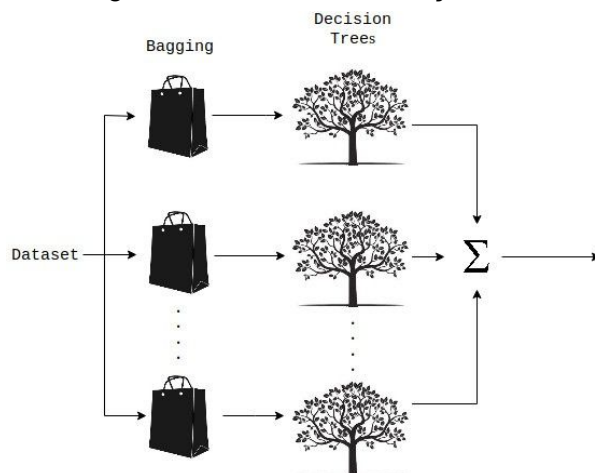 Decision
Trees
Bagging
Dataset
Σ